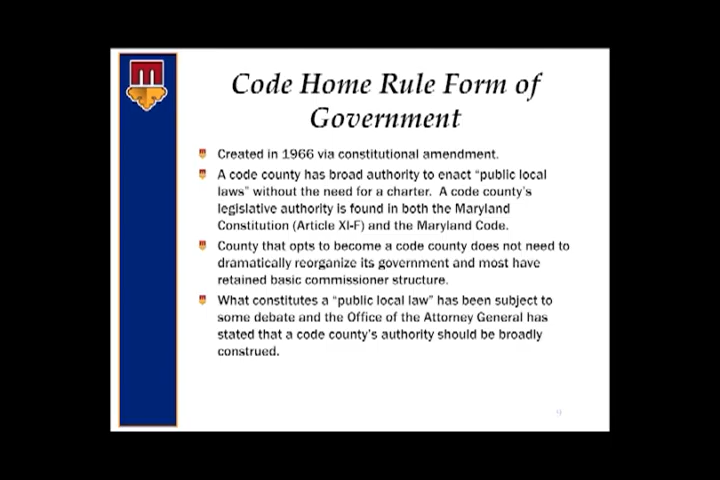 Code Home Rule Form of
Government
Created in 1966 via constitutional amendment.
A code county has broad authority to enact “public local
laws” without the need for a charter. A code county’s
legislative authority is found in both the Maryland
Constitution (Article XI-F) and the Maryland Code.
County that opts to become a code county does not need to
dramatically reorganize its government and most have
retained basic commissioner structure.
What constitutes a “public local law” has been subject to
some debate and the Office of the Attorney General has
stated that a code county’s authority should be broadly
construed.
9